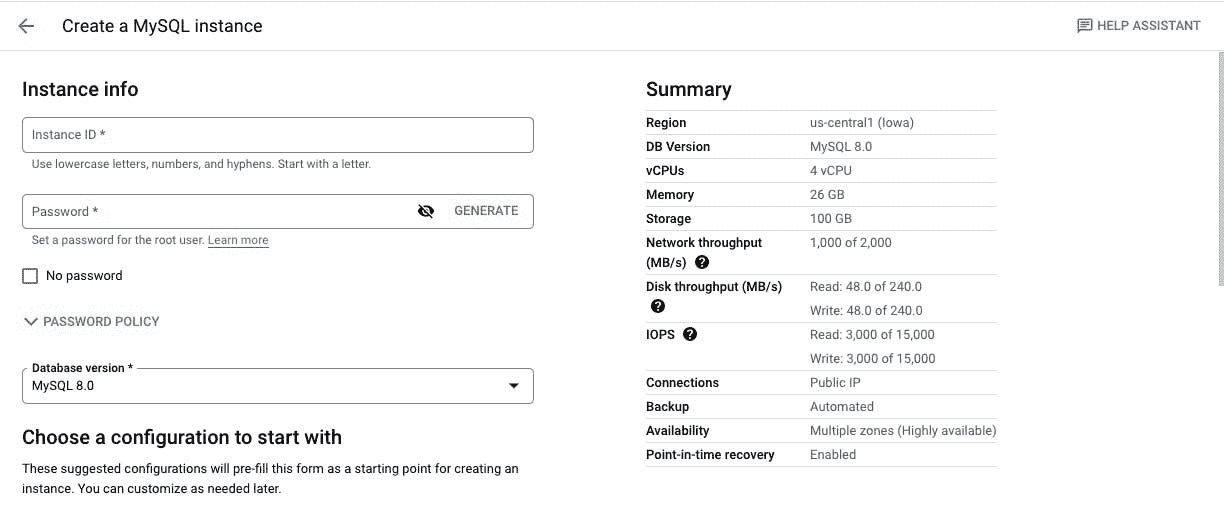 Create a MySQL instance
HELP ASSISTANT
Instance info
Instance ID *
Use lowercase letters, numbers, and hyphens. Start with a letter.
Password *
GENERATE
Set a password for the root user. Learn more
No password
PASSWORD POLICY
Database version *
MySQL 8.0
Choose a configuration to start with
These suggested configurations will pre-fill this form as a starting point for creating an
instance. You can customize as needed later.
Summary
Region us-central1 (Iowa)
DB Version MySQL 8.0
vCPUs 4 vCPU
Memory 26 GB
Storage 100 GB
Network throughput 1,000 of 2,000
(MB/s) ?
Disk throughput (MB/s) Read: 48.0 of 240.0
? Write: 48.0 of 240.0
IOPS ? Read: 3,000 of 15,000
Write: 3,000 of 15,000
Connections Public IP
Backup Automated
Availability Multiple zones (Highly available)
Point-in-time recovery Enabled